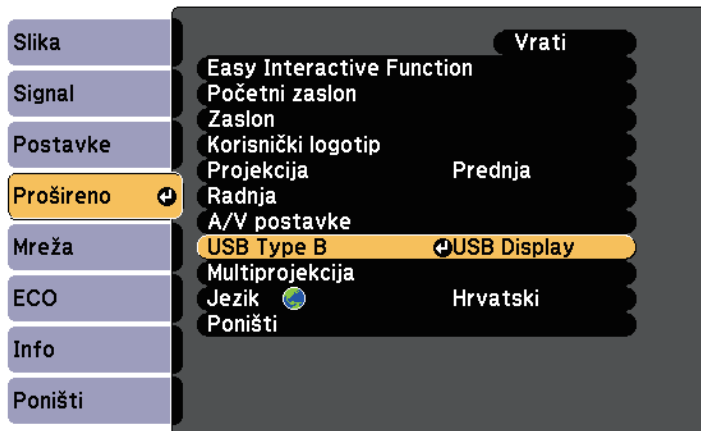 Slika
Signal
Postavke
Prošireno
Mreža
ECO
Info
Poništi
Vrati
Easy Interactive Function
Početni zaslon
Zaslon
Korisnički logotip
Projekcija Prednja
Radnja
A/V postavke
USB Type B USB Display
Multiprojekcija
Jezik Hrvatski
Poništi